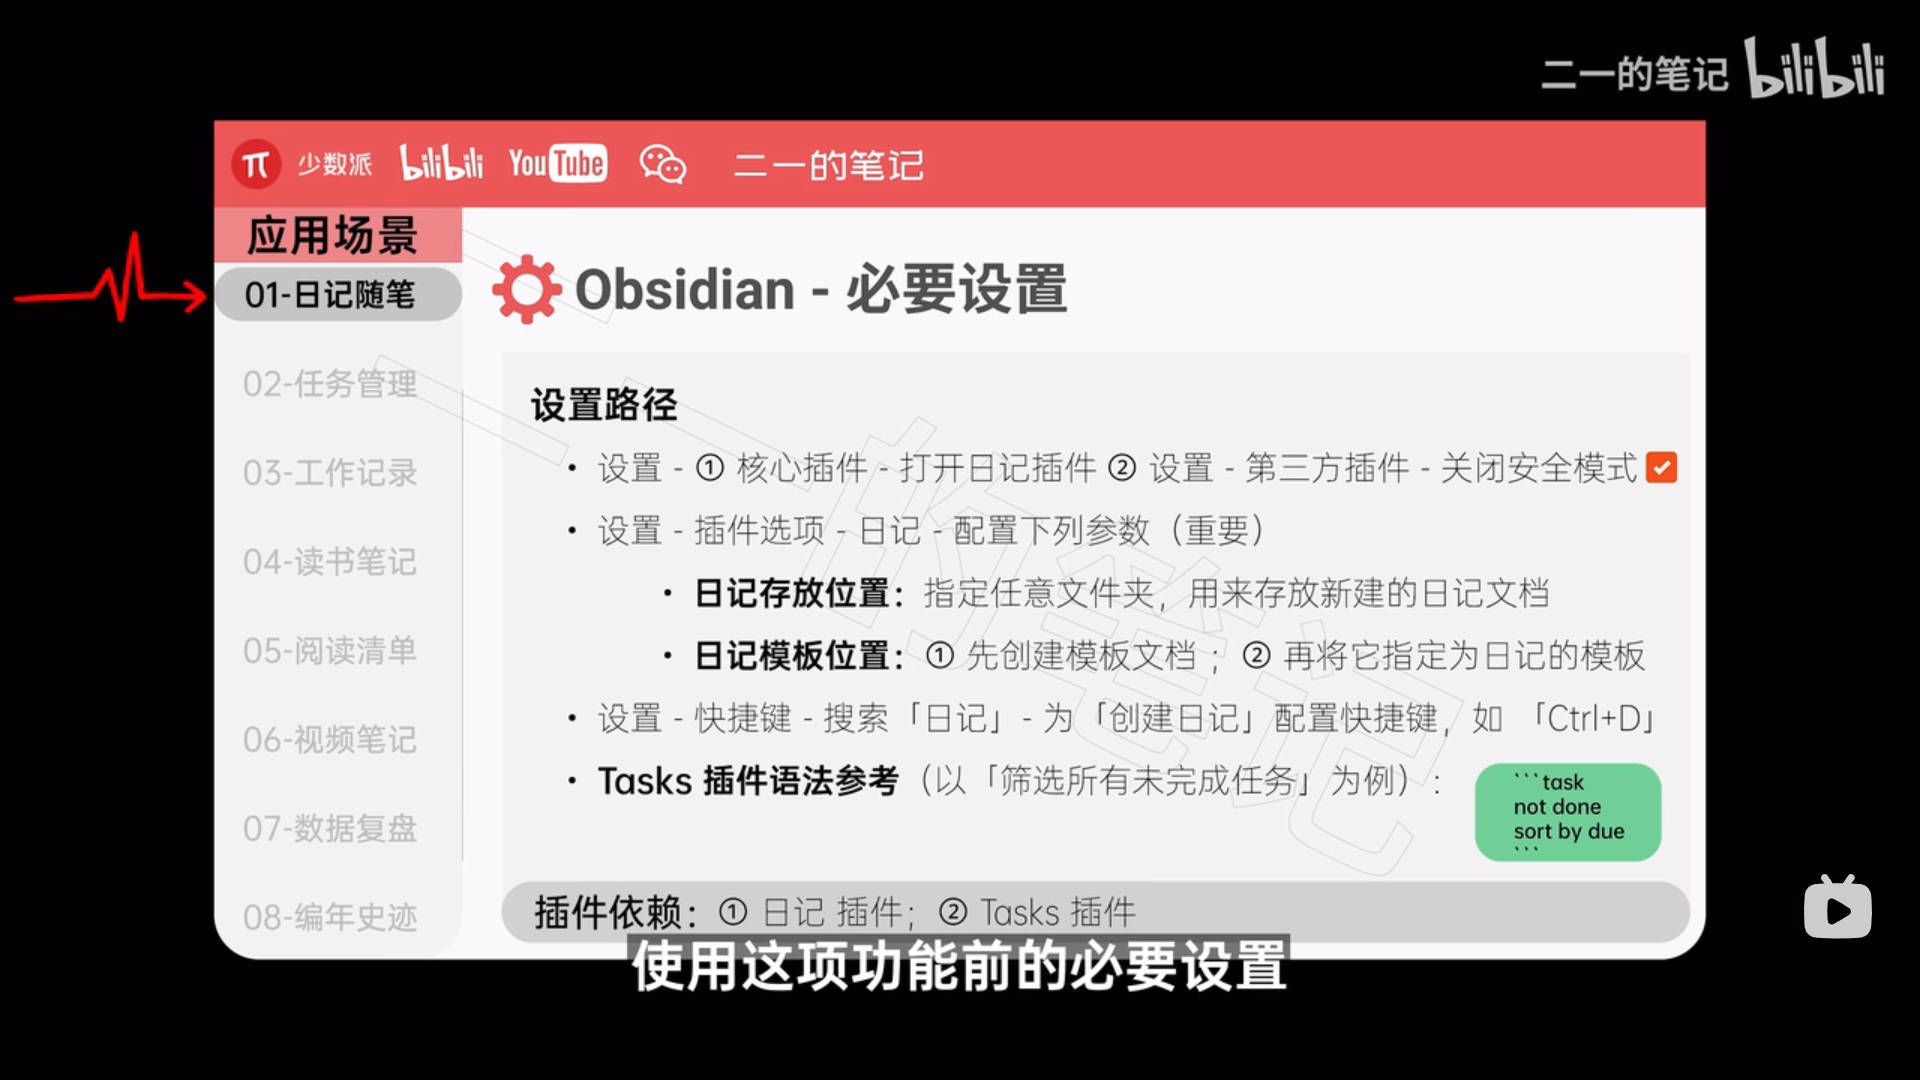 二一的笔记 bilibili
π 少数派 bilibili YouTube 二一的笔记
应用场景
01-日记随笔
02-任务管理
03-工作记录
04-读书笔记
05-阅读清单
06-视频笔记
07-数据复盘
08-编年史迹
Obsidian - 必要设置
设置路径
• 设置 - ① 核心插件 - 打开日记插件 ② 设置 - 第三方插件 - 关闭安全模式
• 设置 - 插件选项 - 日记 - 配置下列参数（重要）
• 日记存放位置：指定任意文件夹，用来存放新建的日记文档
• 日记模板位置：① 先创建模板文档 ；② 再将它指定为日记的模板
• 设置 - 快捷键 - 搜索「日记」- 为「创建日记」配置快捷键，如 「Ctrl+D」
• Tasks 插件语法参考（以「筛选所有未完成任务」为例）：
```task
not done
sort by due
```
插件依赖：① 日记 插件；② Tasks 插件
二一的笔记
使用这项功能前的必要设置